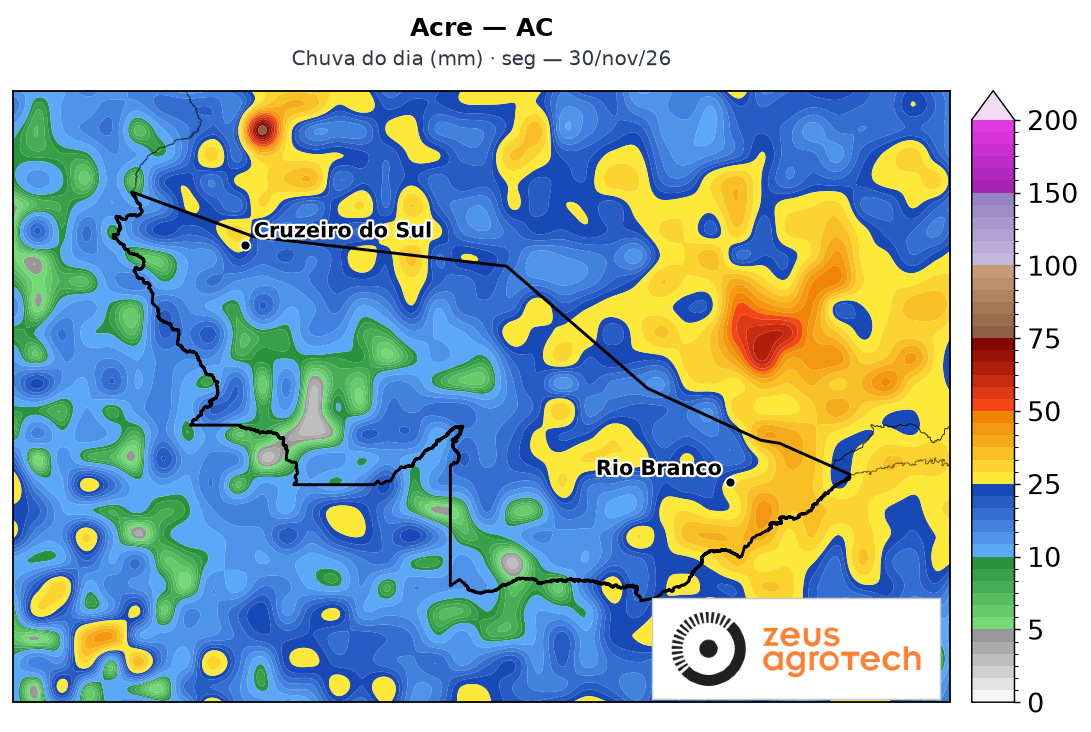 Acre — AC
Chuva do dia (mm) · seg — 30/nov/26
Cruzeiro do Sul
Rio Branco
200
150
100
75
50
25
10
5
0
zeus
agrotech